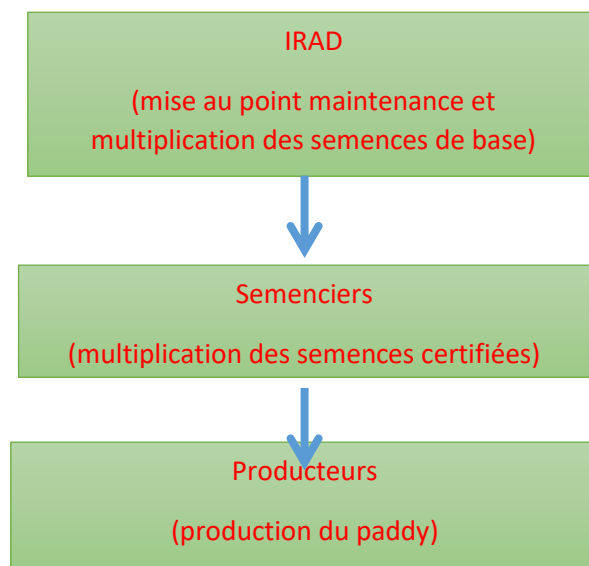 IRAD
(mise au point maintenance et
multiplication des semences de base)
Semenciers
(multiplication des semences certifiées)
Producteurs
(production du paddy)